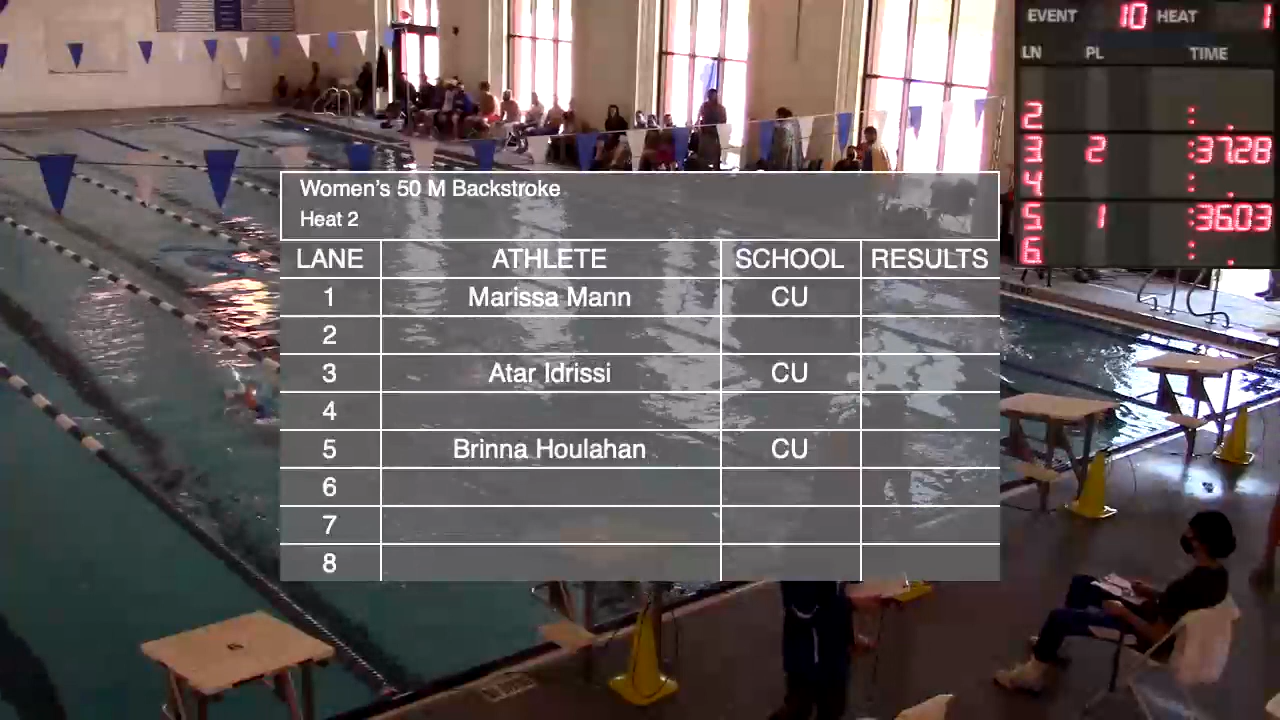 EVENT 10 HEAT 1
LN PL TIME
2 : .
3 2 :37.28
4 : .
5 1 :36.03
6 : .
Women's 50 M Backstroke
Heat 2
LANE ATHLETE SCHOOL RESULTS
1 Marissa Mann CU
2
3 Atar Idrissi CU
4
5 Brinna Houlahan CU
6
7
8